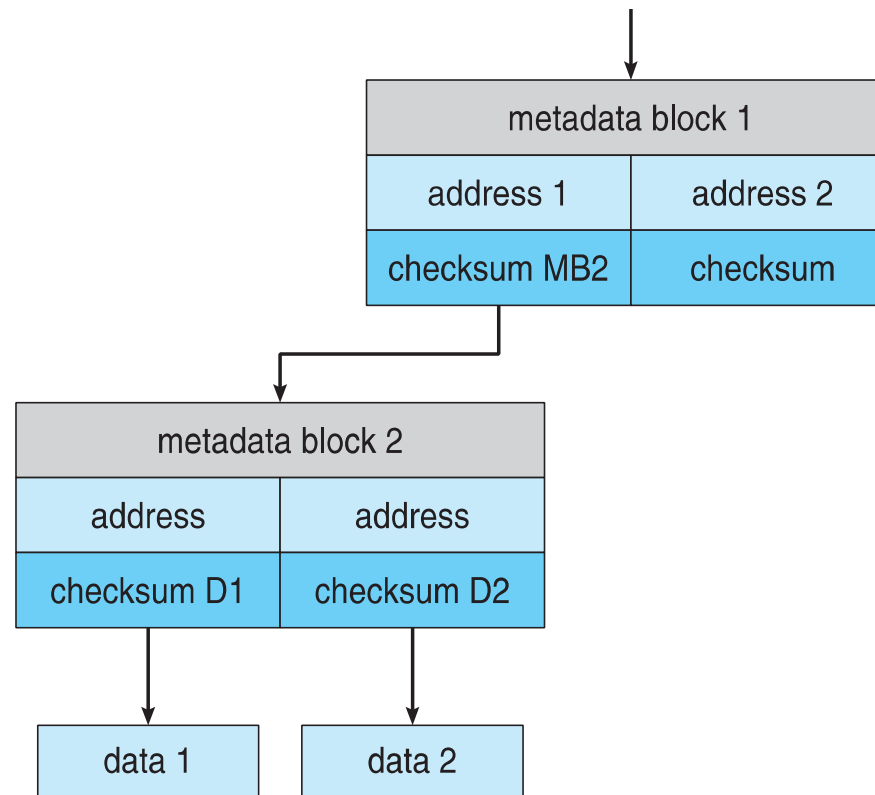 metadata block 1
address 1 address 2
checksum MB2 checksum
metadata block 2
address address
checksum D1 checksum D2
data 1 data 2